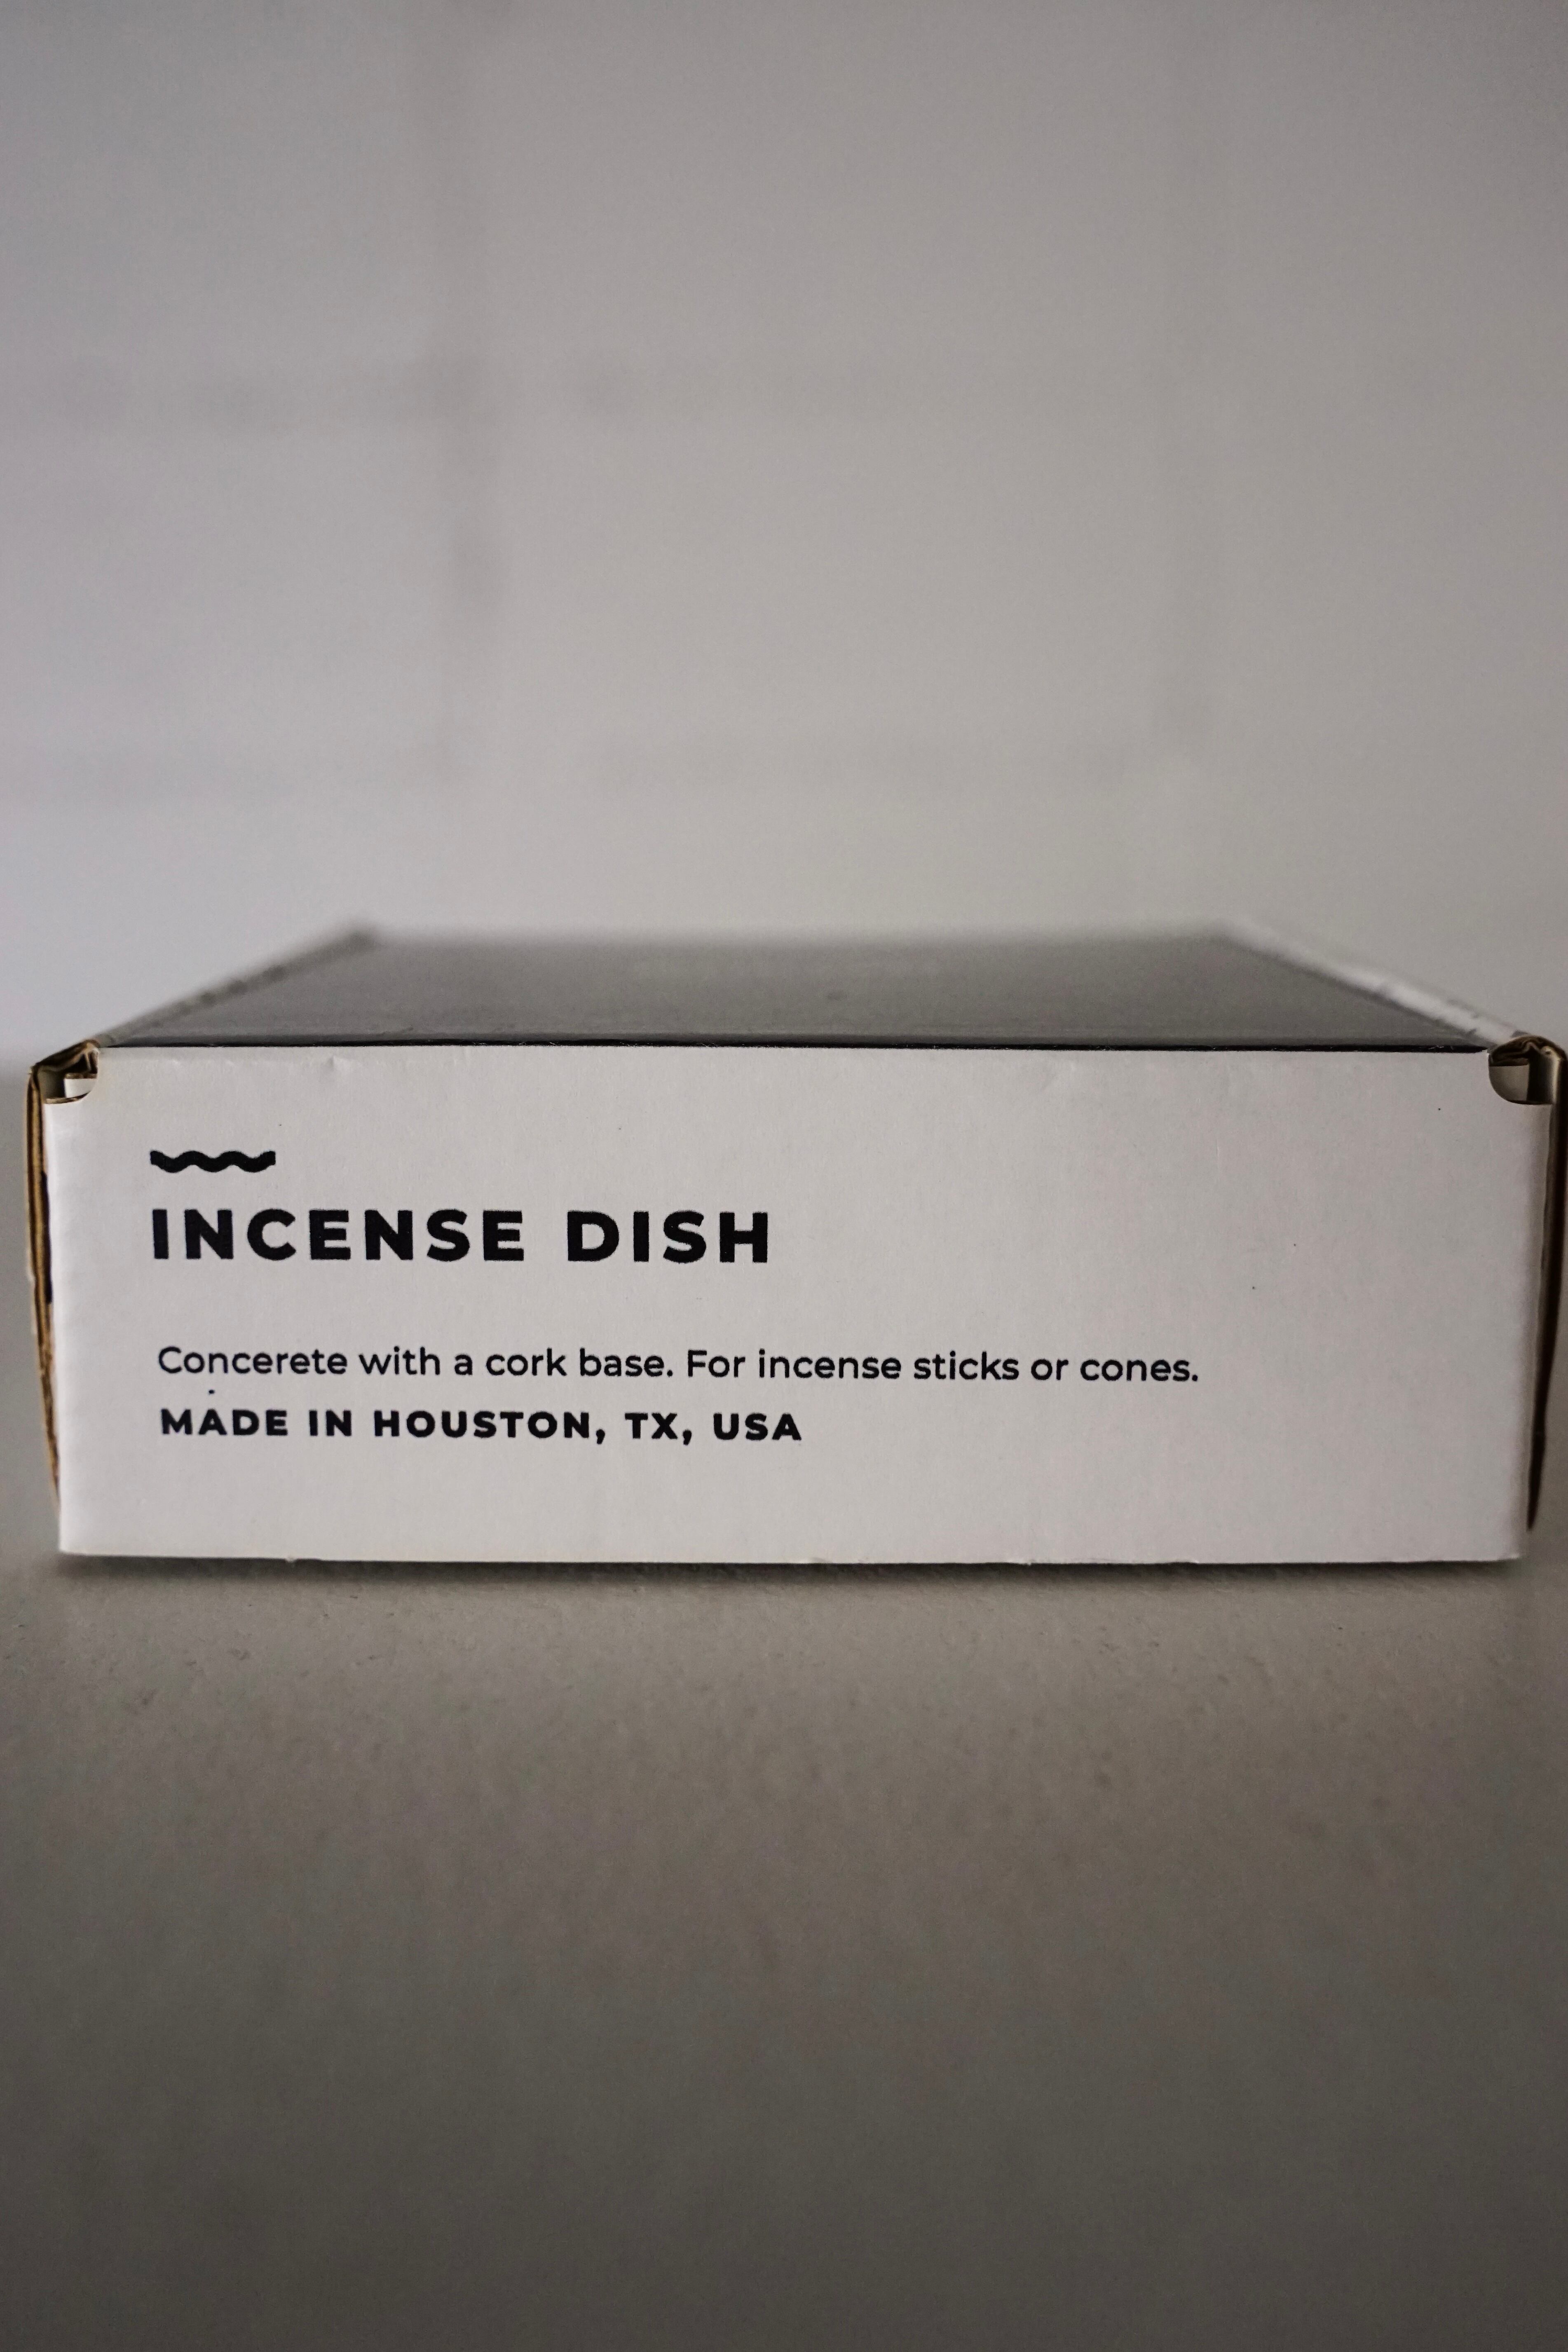 INCENSE DISH
Concerete with a cork base. For incense sticks or cones.
MADE IN HOUSTON, TX, USA